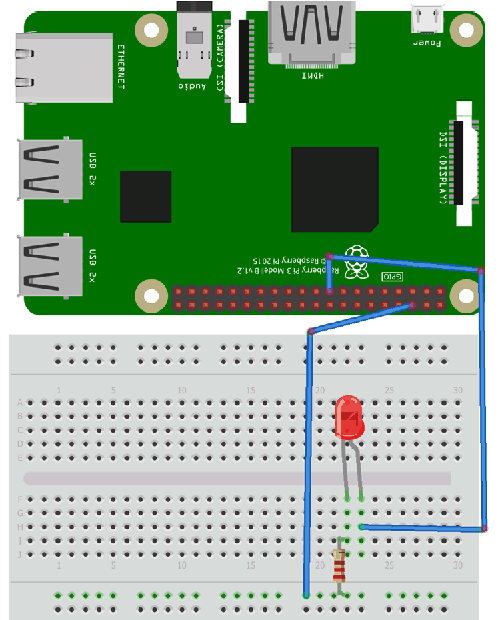 ETHERNET
Audio
CSI (CAMERA)
HDMI
Power
USB 2x
DSI (DISPLAY)
USB 2x
Raspberry Pi 3 Model B v1.2
© Raspberry Pi 2015
GPIO
1 5 10 15 20 25 30
A
B
C
D
E
F
G
H
I
J
1 5 10 15 20 25 30